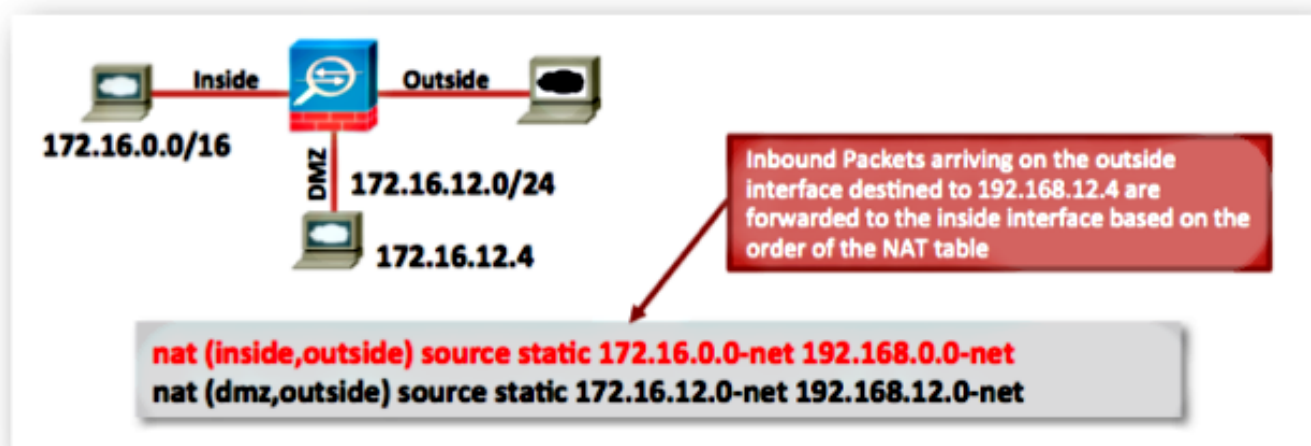 Inside
Outside
172.16.0.0/16
DMZ
172.16.12.0/24
172.16.12.4
Inbound Packets arriving on the outside
interface destined to 192.168.12.4 are
forwarded to the inside interface based on the
order of the NAT table
nat (inside,outside) source static 172.16.0.0-net 192.168.0.0-net
nat (dmz,outside) source static 172.16.12.0-net 192.168.12.0-net